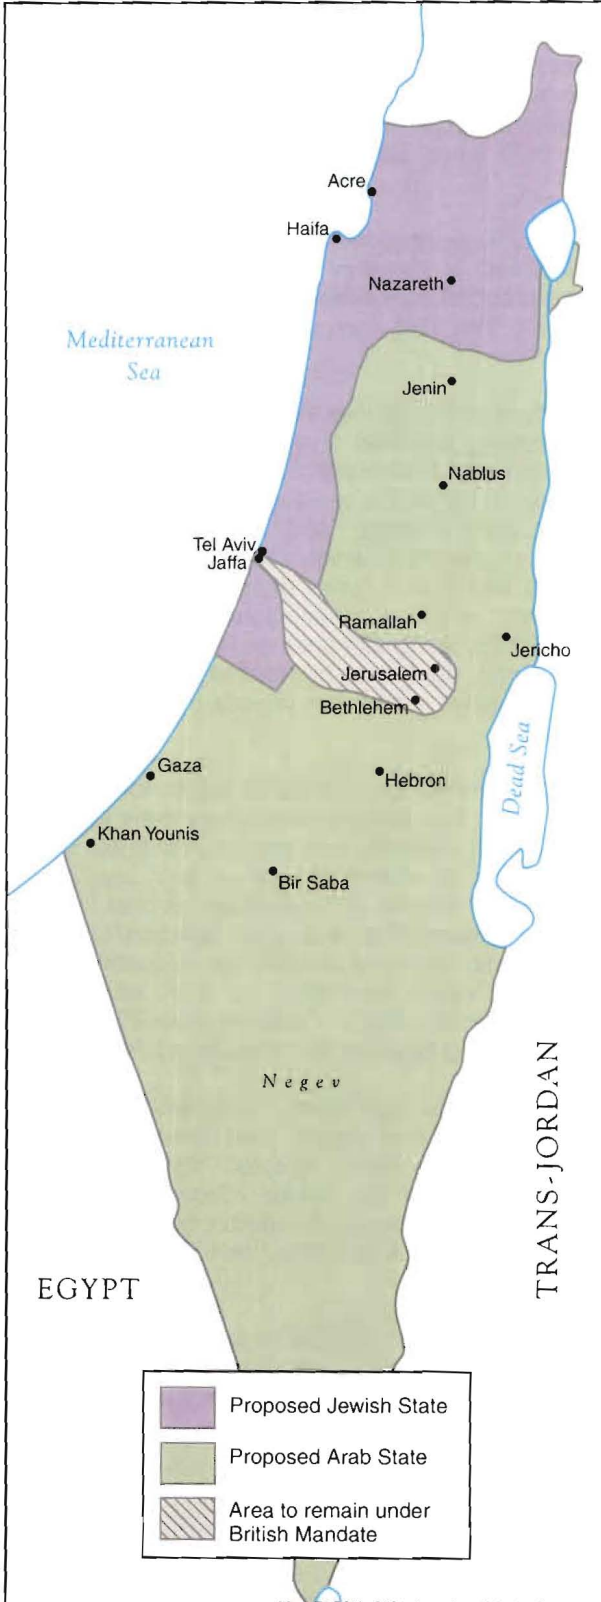 Acre
Haifa
Nazareth
Mediterranean
Sea
Jenin
Nablus
Tel Aviv
Jaffa
Ramallah
Jericho
Jerusalem
Bethlehem
Dead Sea
Gaza
Hebron
Khan Younis
Bir Saba
Negev
TRANS-JORDAN
EGYPT
Proposed Jewish State
Proposed Arab State
Area to remain under
British Mandate